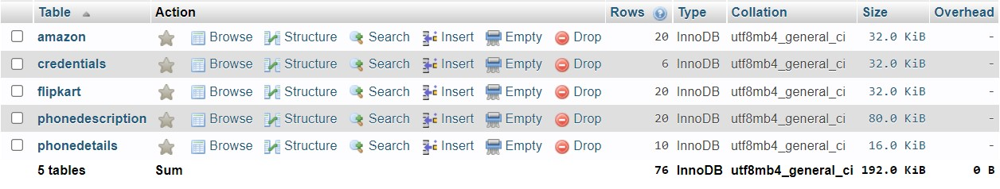 Table Action Rows Type Collation Size Overhead
amazon Browse Structure Search Insert Empty Drop 20 InnoDB utf8mb4_general_ci 32.0 KiB -
credentials Browse Structure Search Insert Empty Drop 6 InnoDB utf8mb4_general_ci 32.0 KiB -
flipkart Browse Structure Search Insert Empty Drop 20 InnoDB utf8mb4_general_ci 32.0 KiB -
phonedescription Browse Structure Search Insert Empty Drop 20 InnoDB utf8mb4_general_ci 80.0 KiB -
phonedetails Browse Structure Search Insert Empty Drop 10 InnoDB utf8mb4_general_ci 16.0 KiB -
5 tables Sum 76 InnoDB utf8mb4_general_ci 192.0 KiB 0 B